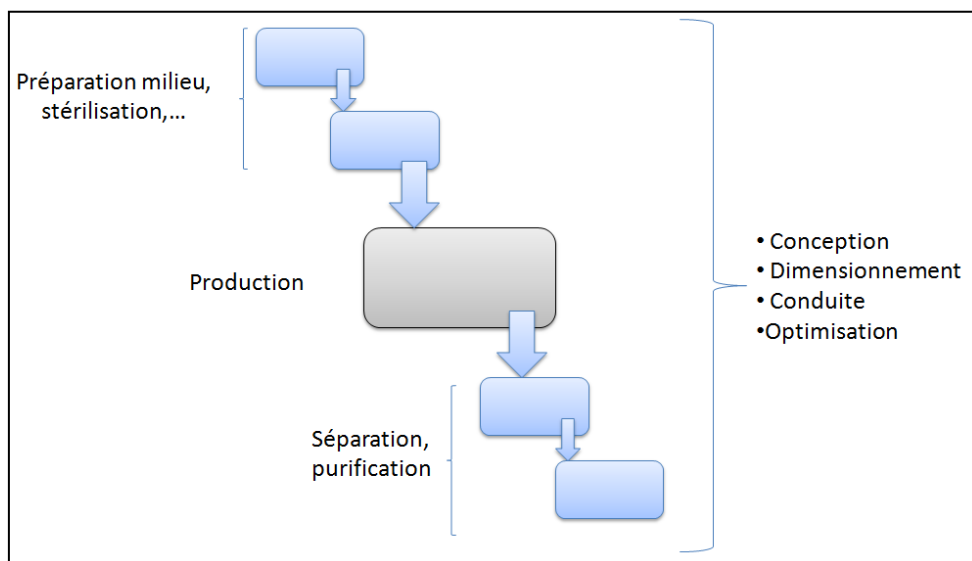 Préparation milieu,
stérilisation,...
Production
Séparation,
purification
• Conception
• Dimensionnement
• Conduite
•Optimisation